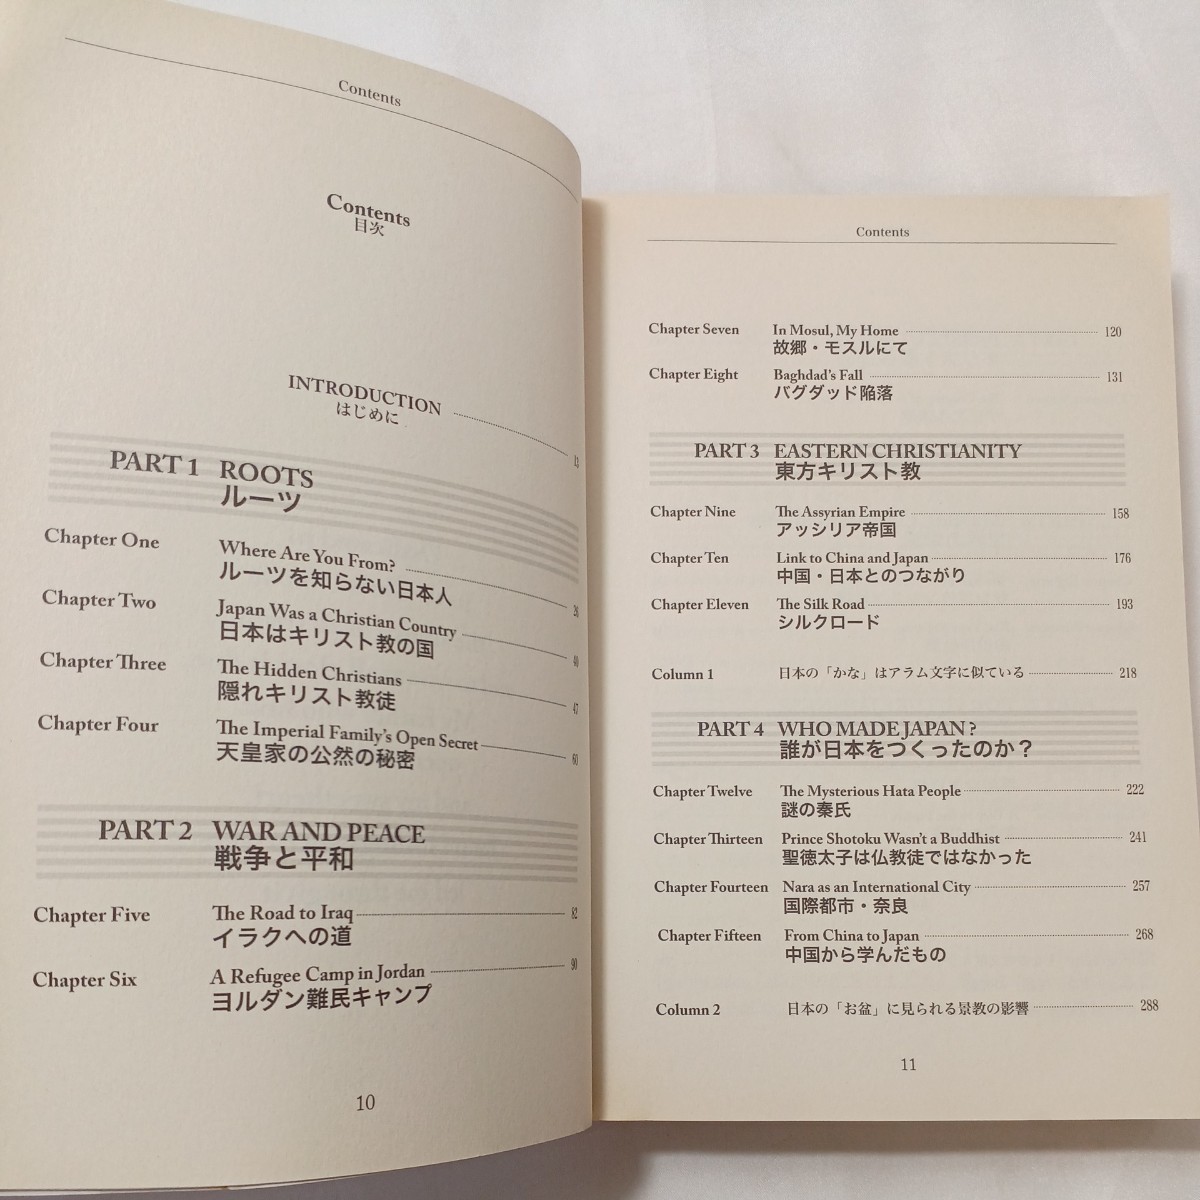 Contents
Contents
目次
INTRODUCTION 13
はじめに
PART 1 ROOTS
ルーツ
Chapter One Where Are You From? 26
ルーツを知らない日本人
Chapter Two Japan Was a Christian Country 40
日本はキリスト教の国
Chapter Three The Hidden Christians 47
隠れキリスト教徒
Chapter Four The Imperial Family's Open Secret 60
天皇家の公然の秘密
PART 2 WAR AND PEACE
戦争と平和
Chapter Five The Road to Iraq 82
イラクへの道
Chapter Six A Refugee Camp in Jordan 90
ヨルダン難民キャンプ
10
Contents
Chapter Seven In Mosul, My Home 120
故郷・モスルにて
Chapter Eight Baghdad's Fall 131
バグダッド陥落
PART 3 EASTERN CHRISTIANITY
東方キリスト教
Chapter Nine The Assyrian Empire 158
アッシリア帝国
Chapter Ten Link to China and Japan 176
中国・日本とのつながり
Chapter Eleven The Silk Road 193
シルクロード
Column 1 日本の「かな」はアラム文字に似ている 218
PART 4 WHO MADE JAPAN?
誰が日本をつくったのか？
Chapter Twelve The Mysterious Hata People 222
謎の秦氏
Chapter Thirteen Prince Shotoku Wasn't a Buddhist 241
聖徳太子は仏教徒ではなかった
Chapter Fourteen Nara as an International City 257
国際都市・奈良
Chapter Fifteen From China to Japan 268
中国から学んだもの
Column 2 日本の「お盆」に見られる景教の影響 288
11